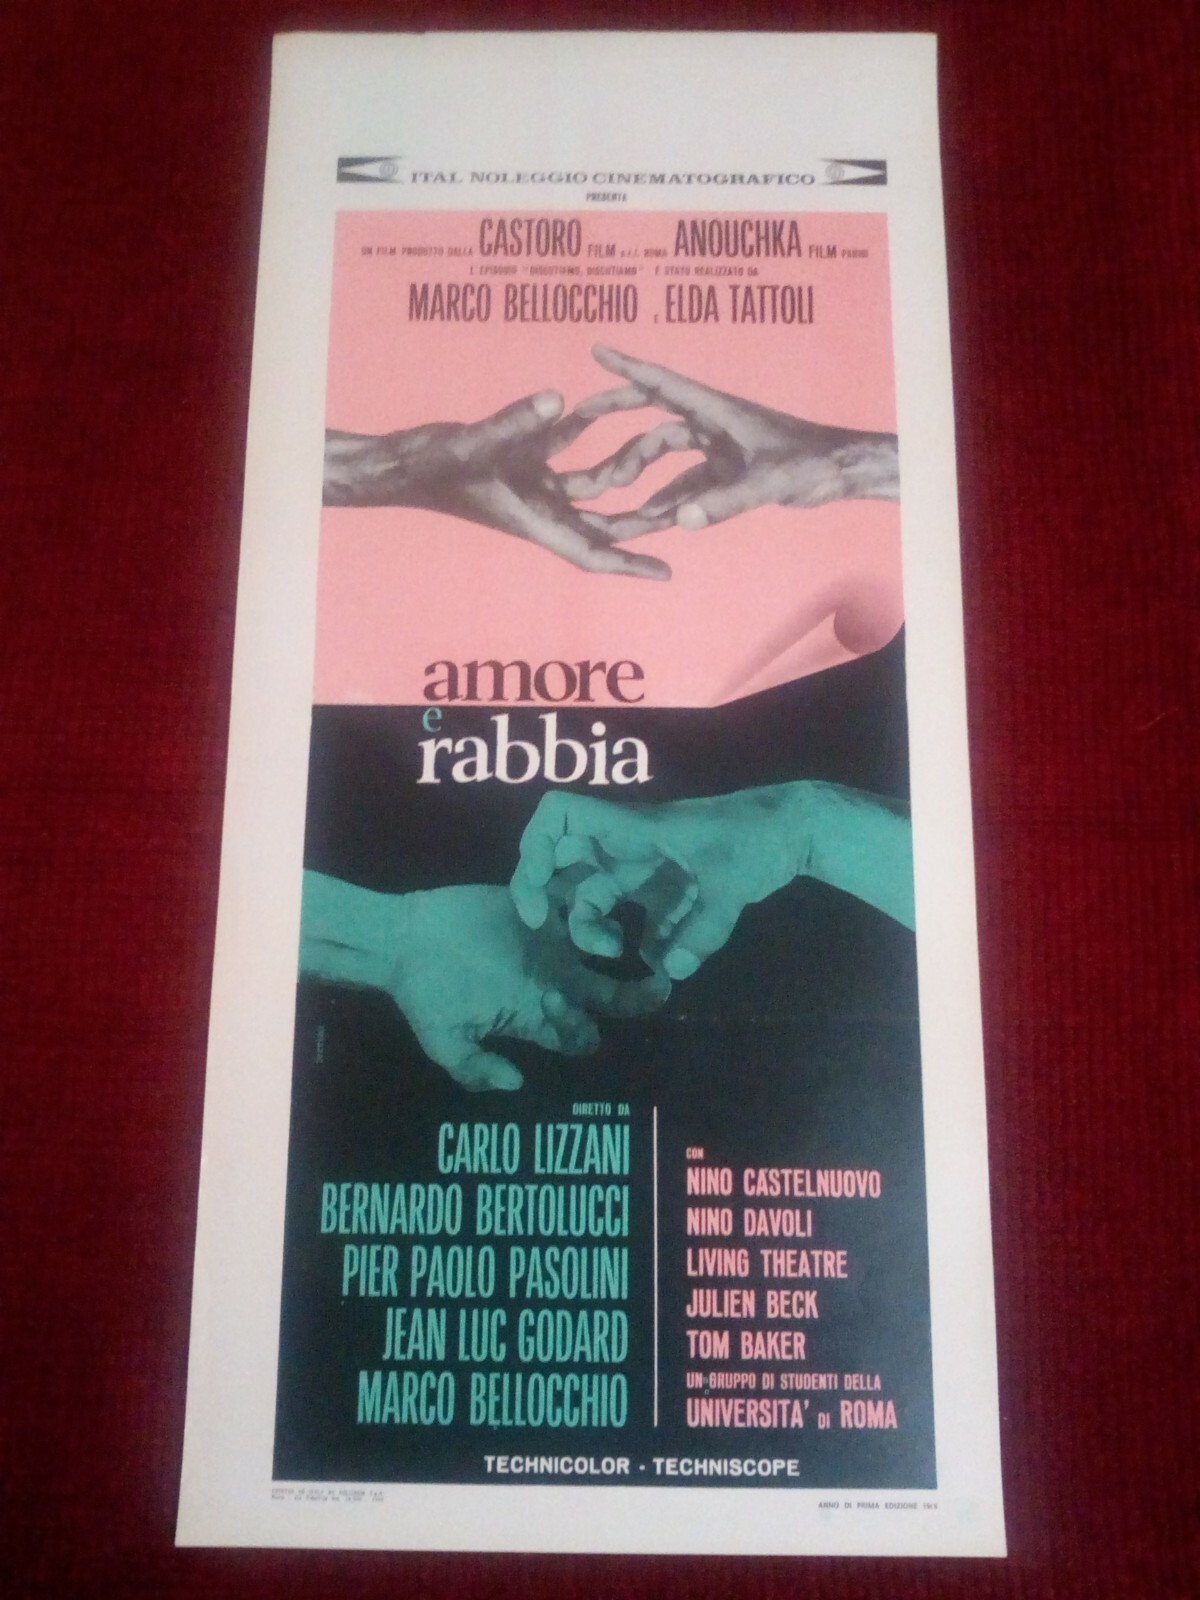 ITAL NOLEGGIO CINEMATOGRAFICO
PRESENTA
UN FILM PRODOTTO DALLA CASTORO FILM s.r.l. ROMA ANOUCHKA FILM PARIGI
L'EPISODIO "DISCUTIAMO, DISCUTIAMO" E STATO REALIZZATO DA
MARCO BELLOCCHIO E ELDA TATTOLI
amore
e
rabbia
DIRETTO DA
CARLO LIZZANI
BERNARDO BERTOLUCCI
PIER PAOLO PASOLINI
JEAN LUC GODARD
MARCO BELLOCCHIO
CON
NINO CASTELNUOVO
NINO DAVOLI
LIVING THEATRE
JULIEN BECK
TOM BAKER
UN GRUPPO DI STUDENTI DELLA
UNIVERSITA' DI ROMA
TECHNICOLOR - TECHNISCOPE
ANNO DI PRIMA EDIZIONE